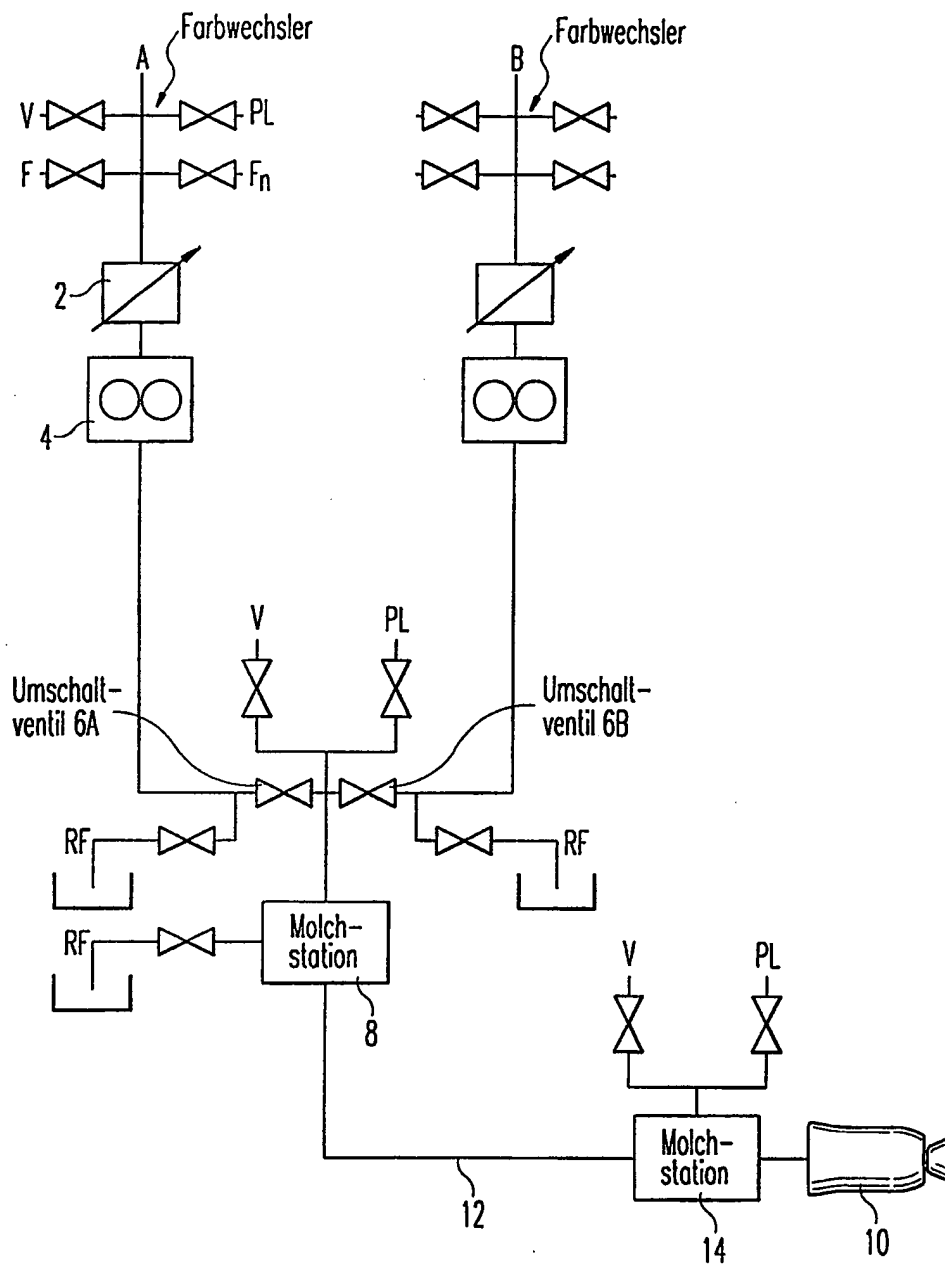 Farbwechsler
Farbwechsler
A
B
V
PL
F
Fn
2
4
V
PL
Umschalt-
ventil 6A
Umschalt-
ventil 6B
RF
RF
RF
Molch-
station
8
V
PL
Molch-
station
12
14
10